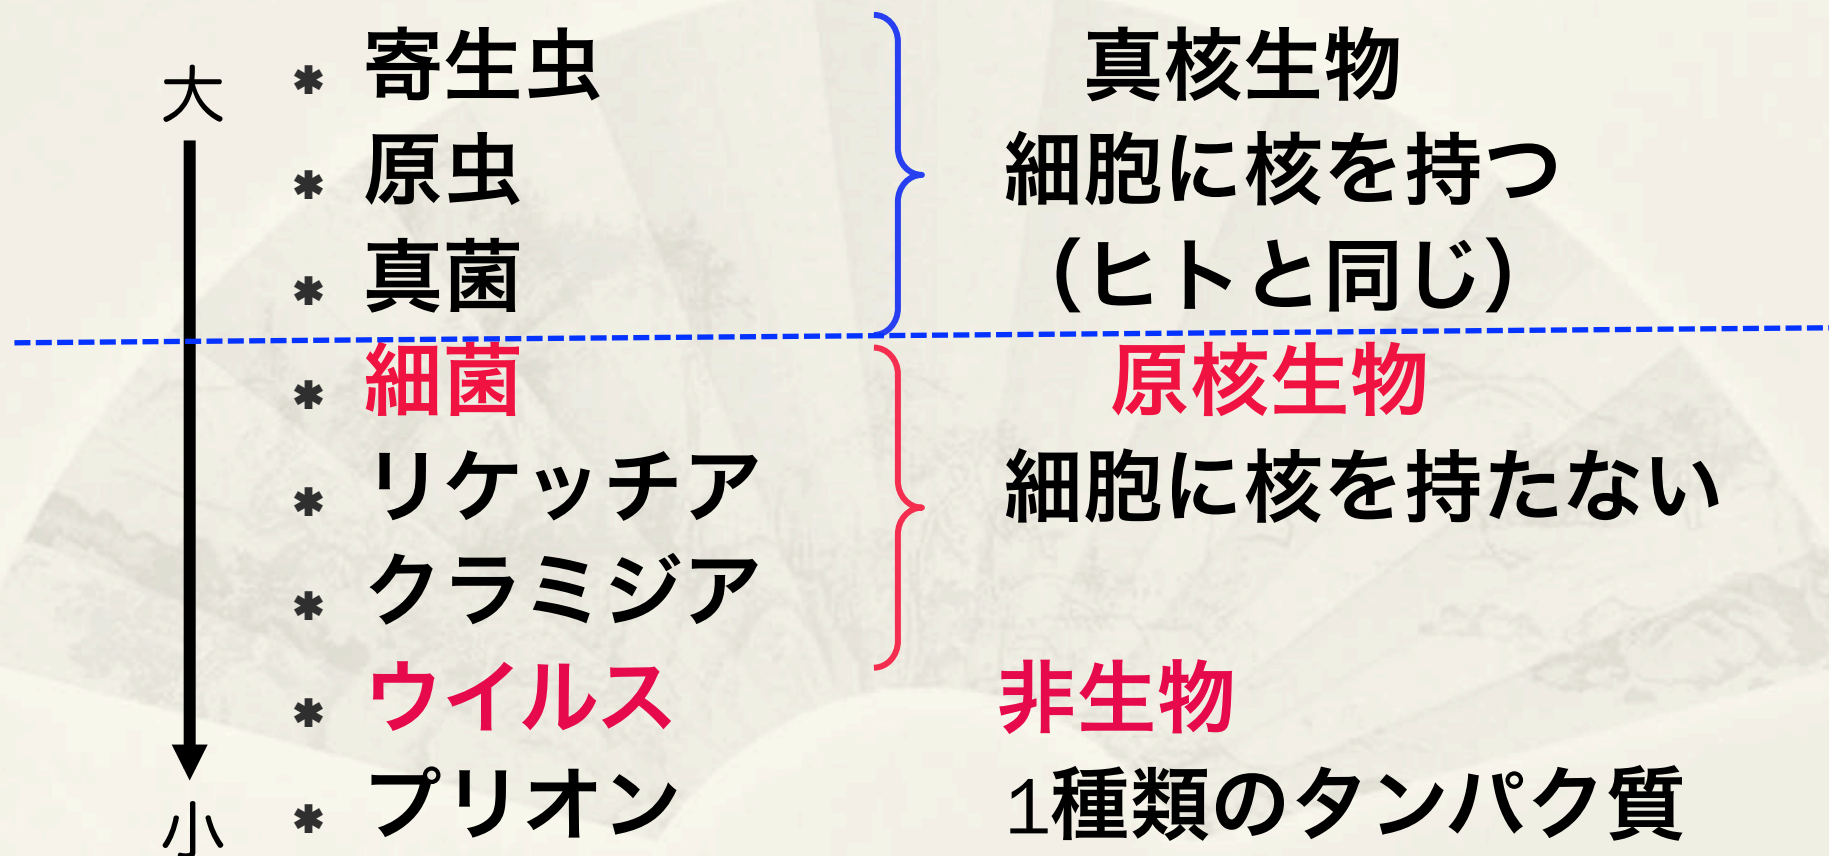 大
* 寄生虫 真核生物
* 原虫 細胞に核を持つ
* 真菌 （ヒトと同じ）
* 細菌 原核生物
* リケッチア 細胞に核を持たない
* クラミジア
* ウイルス 非生物
* プリオン 1種類のタンパク質
小